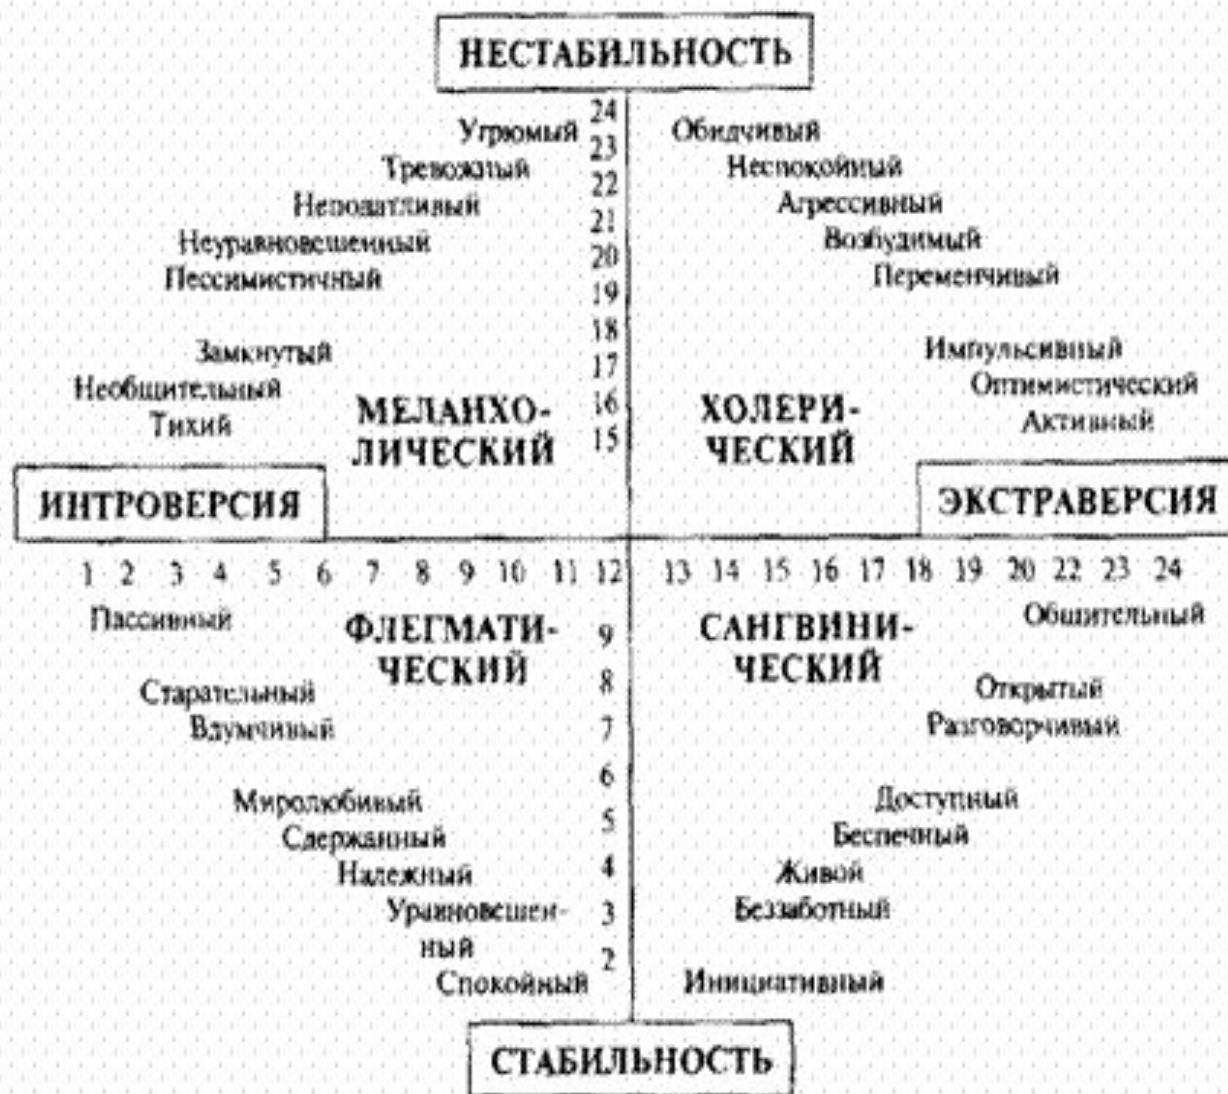 НЕСТАБИЛЬНОСТЬ
24
Угрюмый
Обидчивый
23
Тревожный
Неспокойный
22
Неподатливый
Агрессивный
21
Неуравновешенный
Возбудимый
20
Пессимистичный
Переменчивый
19
18
Замкнутый
Импульсивный
17
Необщительный
Оптимистический
16
Тихий
Активный
15
МЕЛАНХО-
ЛИЧЕСКИЙ
ХОЛЕРИ-
ЧЕСКИЙ
ИНТРОВЕРСИЯ
ЭКСТРАВЕРСИЯ
1 2 3 4 5 6 7 8 9 10 11 12 13 14 15 16 17 18 19 20 22 23 24
Пассивный
Общительный
ФЛЕГМАТИ-
ЧЕСКИЙ
САНГВИНИ-
ЧЕСКИЙ
9
8
Старательный
Открытый
Вдумчивый
7
Разговорчивый
6
Миролюбивый
Доступный
5
Сдержанный
Беспечный
Надежный
4
Живой
Уравновешен-
ный
3
Беззаботный
2
Спокойный
Инициативный
СТАБИЛЬНОСТЬ